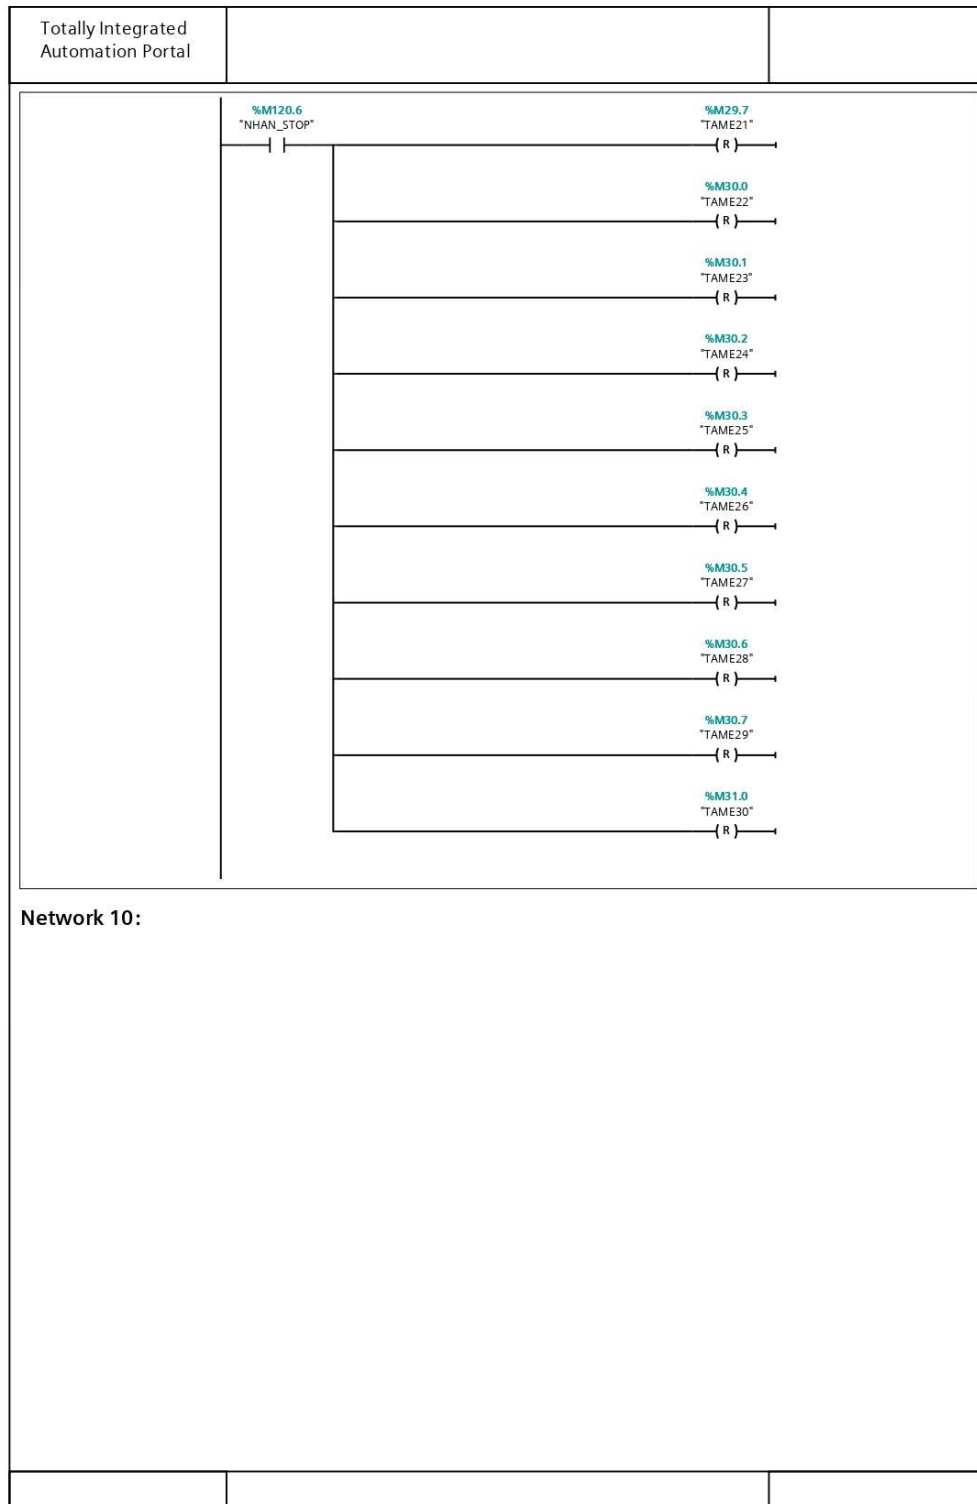 Totally Integrated
Automation Portal
%M120.6
"NHAN_STOP"
%M29.7
"TAME21"
R
%M30.0
"TAME22"
R
%M30.1
"TAME23"
R
%M30.2
"TAME24"
R
%M30.3
"TAME25"
R
%M30.4
"TAME26"
R
%M30.5
"TAME27"
R
%M30.6
"TAME28"
R
%M30.7
"TAME29"
R
%M31.0
"TAME30"
R
Network 10: